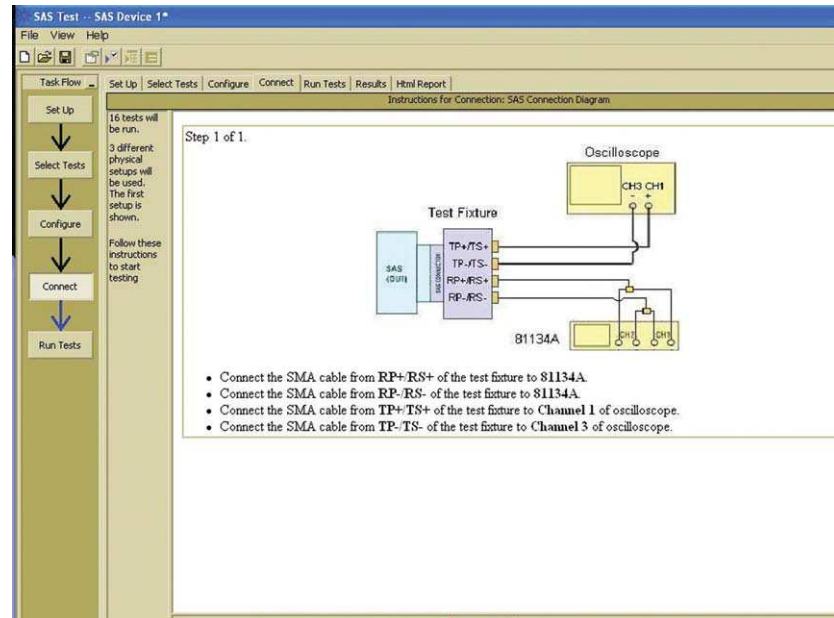 SAS Test -- SAS Device 1*
File View Help
Task Flow
Set Up
Select Tests
Configure
Connect
Run Tests
Set Up Select Tests Configure Connect Run Tests Results Html Report
Instructions for Connection: SAS Connection Diagram
16 tests will
be run.
3 different
physical
setups will
be used.
The first
setup is
shown.
Follow these
instructions
to start
testing
Step 1 of 1.
Oscilloscope
CH3 CH1
- +
Test Fixture
SAS
(DUT)
SAS CONNECTOR
TP+/TS+
TP-/TS-
RP+/RS+
RP-/RS-
81134A
CH2 CH1
• Connect the SMA cable from RP+/RS+ of the test fixture to 81134A.
• Connect the SMA cable from RP-/RS- of the test fixture to 81134A.
• Connect the SMA cable from TP+/TS+ of the test fixture to Channel 1 of oscilloscope.
• Connect the SMA cable from TP-/TS- of the test fixture to Channel 3 of oscilloscope.